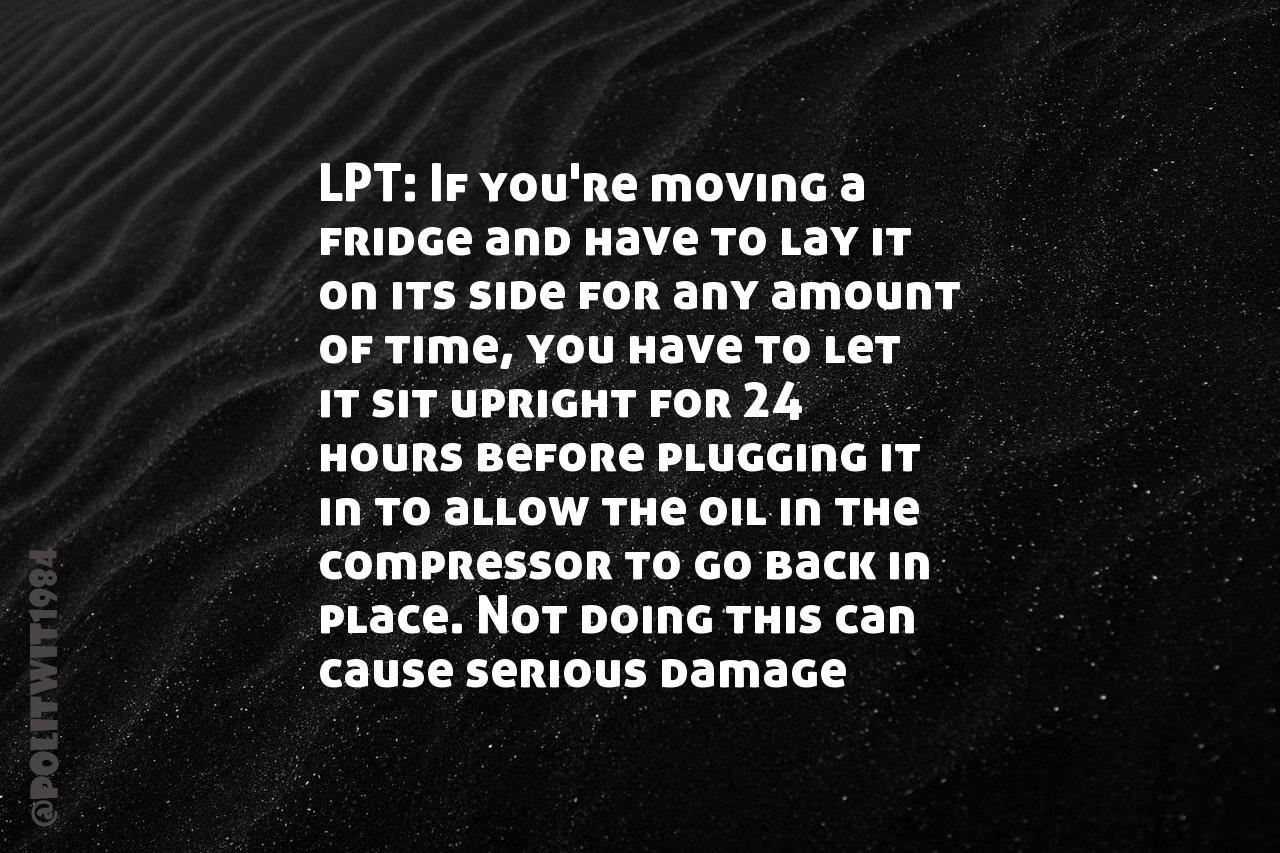 LPT: If you're moving a
fridge and have to lay it
on its side for any amount
of time, you have to let
it sit upright for 24
hours before plugging it
in to allow the oil in the
compressor to go back in
place. Not doing this can
cause serious damage
@politwit1984